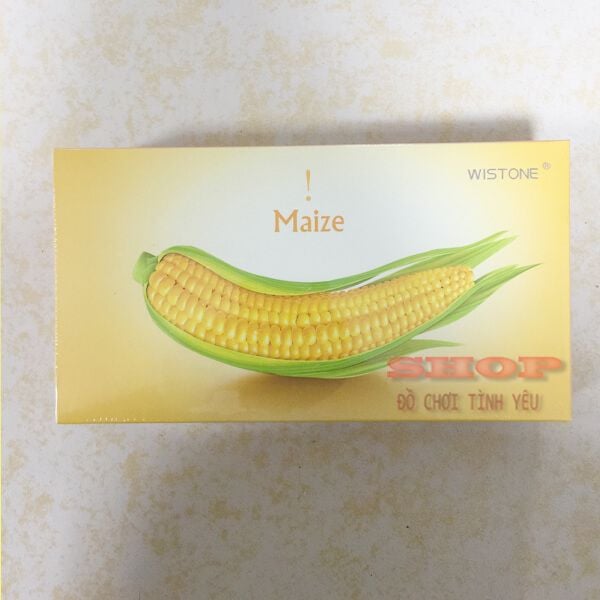 !
Maize
WISTONE®
SHOP
ĐỒ CHƠI TÌNH YÊU